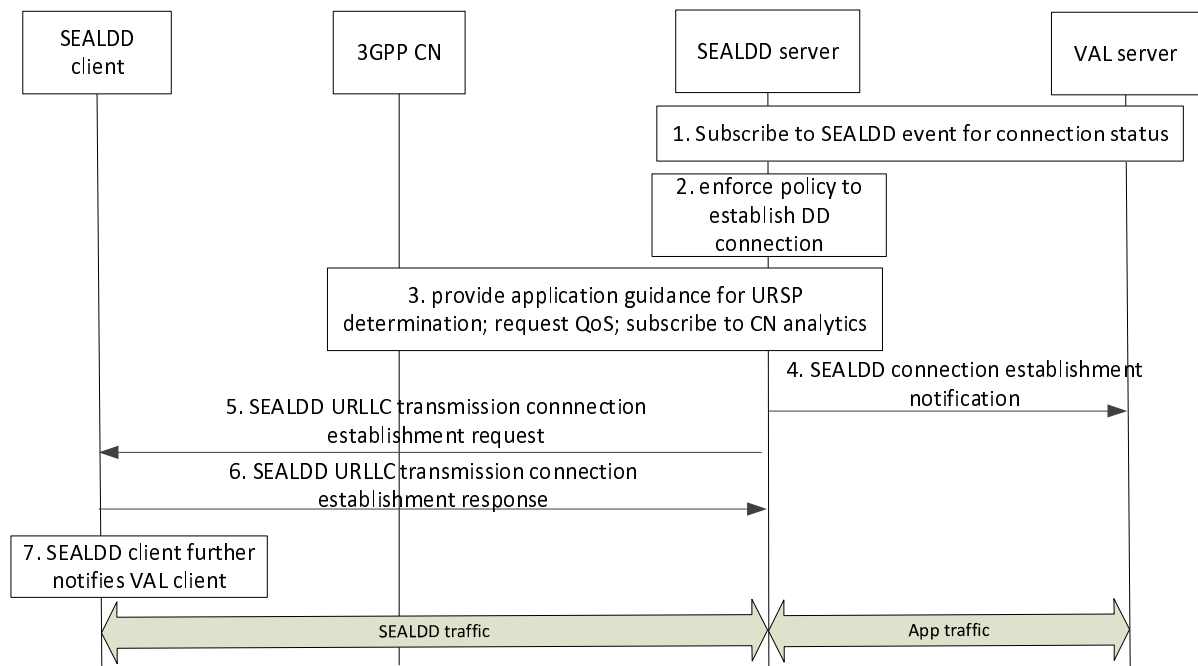 SEALDD
client
3GPP CN
SEALDD server
VAL server
1. Subscribe to SEALDD event for connection status
2. enforce policy to
establish DD
connection
3. provide application guidance for URSP
determination; request QoS; subscribe to CN analytics
4. SEALDD connection establishment
notification
5. SEALDD URLLC transmission connnection
establishment request
6. SEALDD URLLC transmission connection
establishment response
7. SEALDD client further
notifies VAL client
SEALDD traffic
App traffic